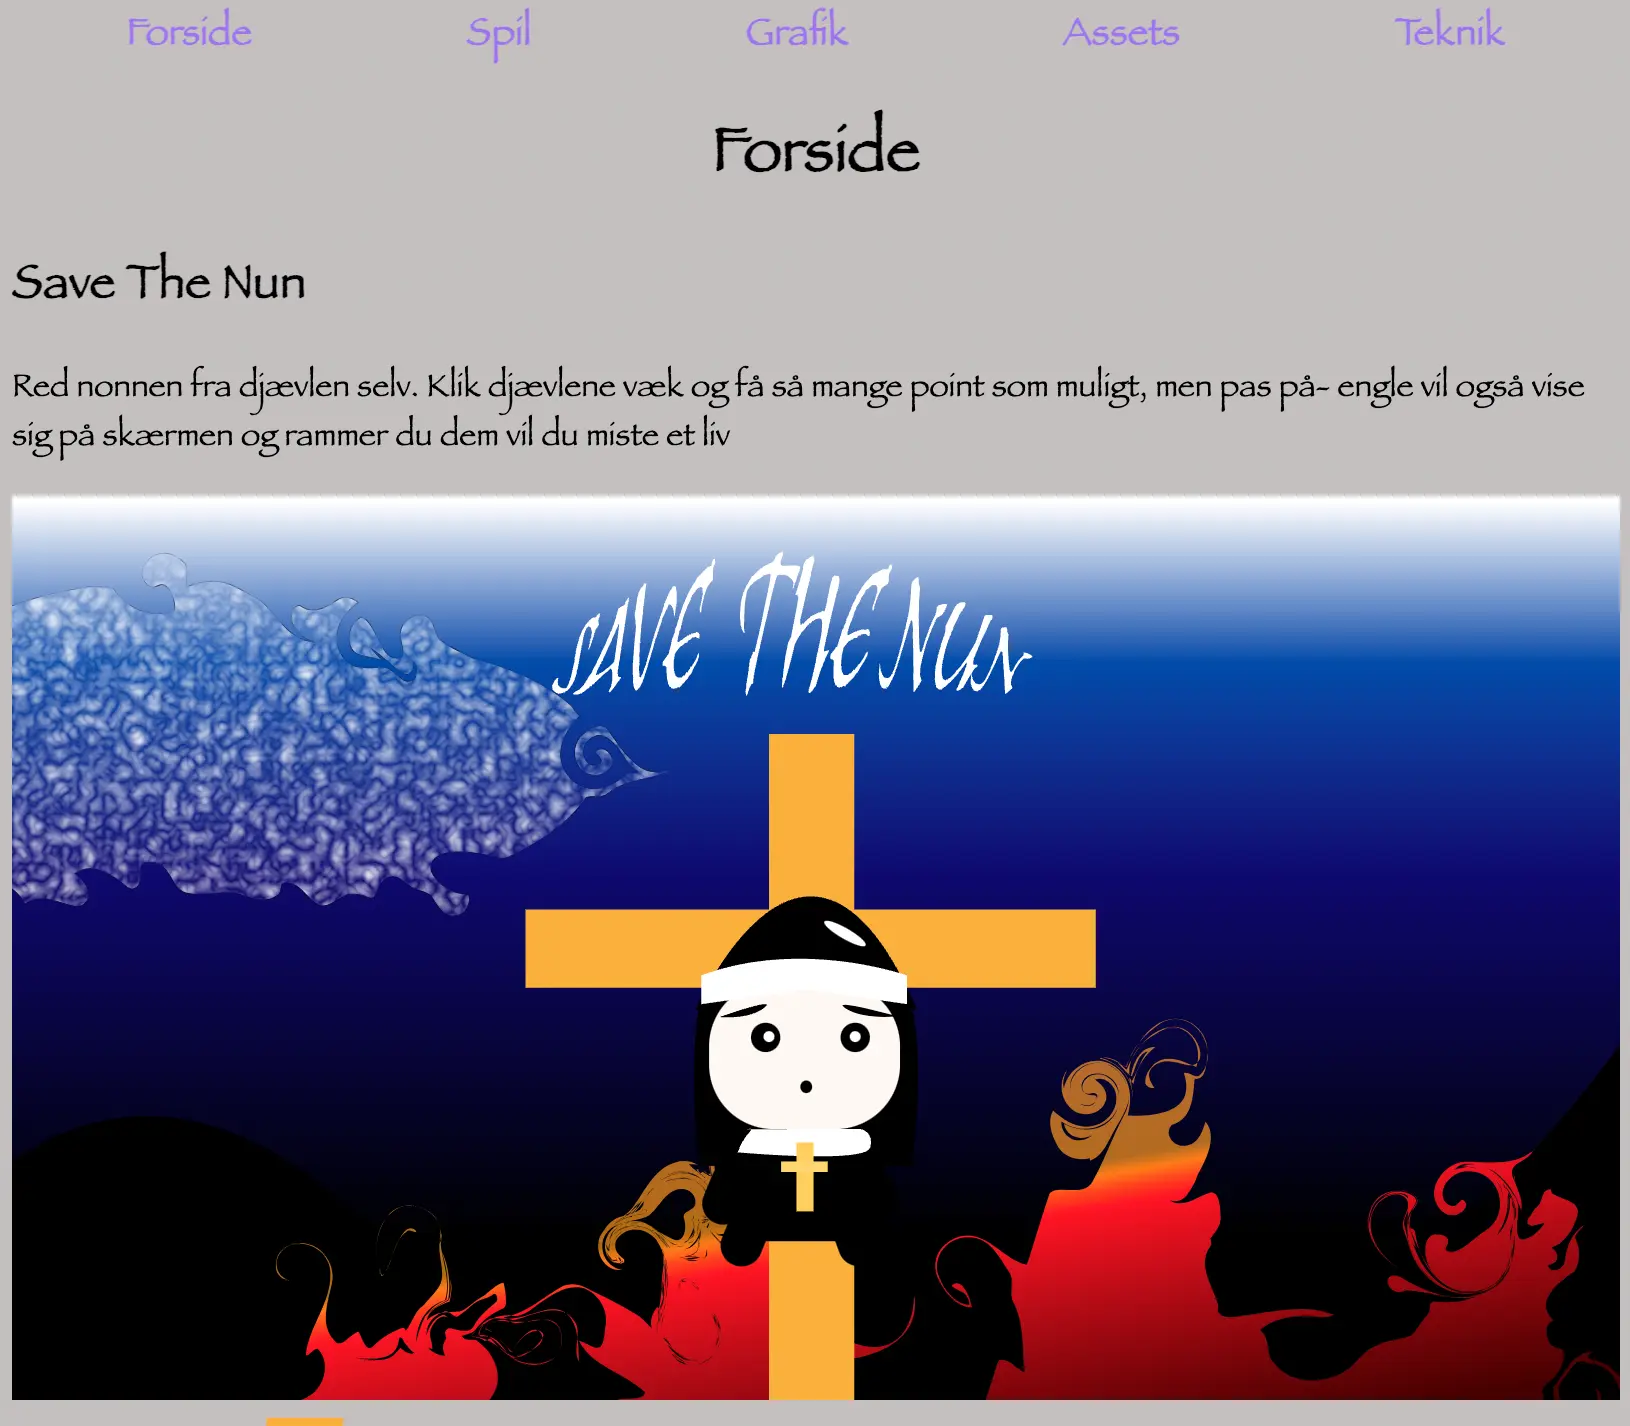 Forside Spil Grafik Assets Teknik
Forside
Save The Nun
Red nonnen fra djævlen selv. Klik djævlene væk og få så mange point som muligt, men pas på- engle vil også vise
sig på skærmen og rammer du dem vil du miste et liv
SAVE THE NUN